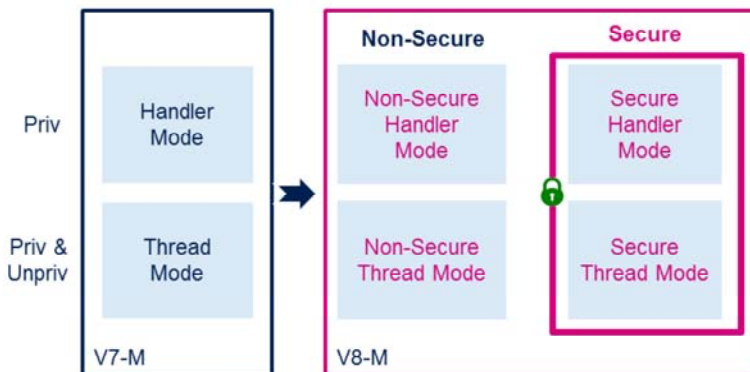 Non-Secure
Secure
Priv
Handler
Mode
Non-Secure
Handler
Mode
Secure
Handler
Mode
Priv &
Unpriv
Thread
Mode
Non-Secure
Thread Mode
Secure
Thread Mode
V7-M
V8-M